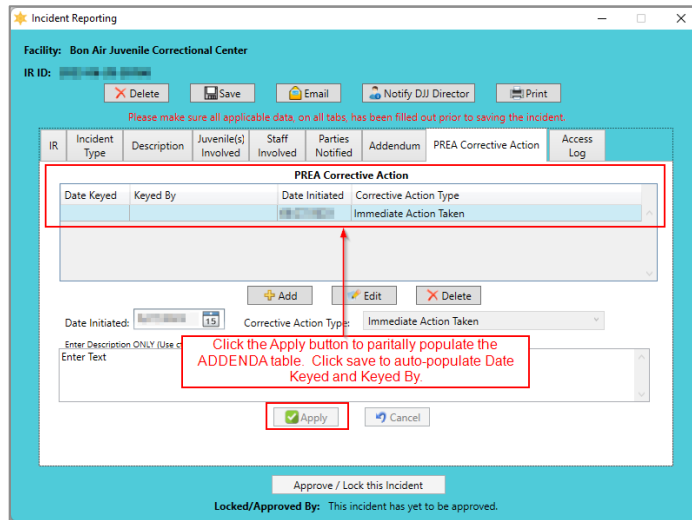 Incident Reporting
Facility: Bon Air Juvenile Correctional Center
IR ID:
Delete Save Email Notify DJJ Director Print
Please make sure all applicable data, on all tabs, has been filled out prior to saving the incident.
IR Incident Type Description Juvenile(s) Involved Staff Involved Parties Notified Addendum PREA Corrective Action Access Log
PREA Corrective Action
Date Keyed Keyed By Date Initiated Corrective Action Type
Immediate Action Taken
Add Edit Delete
Date Initiated: 15 Corrective Action Type: Immediate Action Taken
Enter Description ONLY (Use
Enter Text
Click the Apply button to paritally populate the
ADDENDA table. Click save to auto-populate Date
Keyed and Keyed By.
Apply Cancel
Approve / Lock this Incident
Locked/Approved By: This incident has yet to be approved.